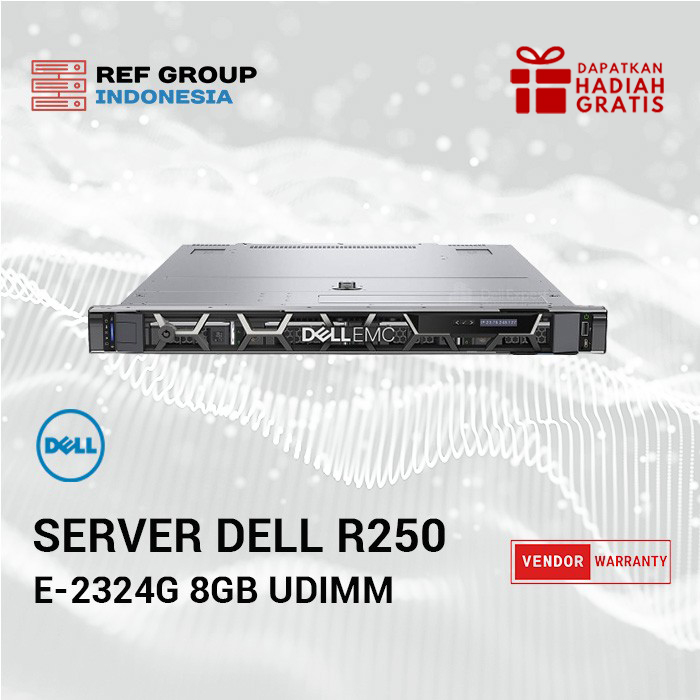 REF GROUP
INDONESIA
DAPATKAN
HADIAH
GRATIS
DELLEMC
DELL
SERVER DELL R250
E-2324G 8GB UDIMM
VENDOR WARRANTY